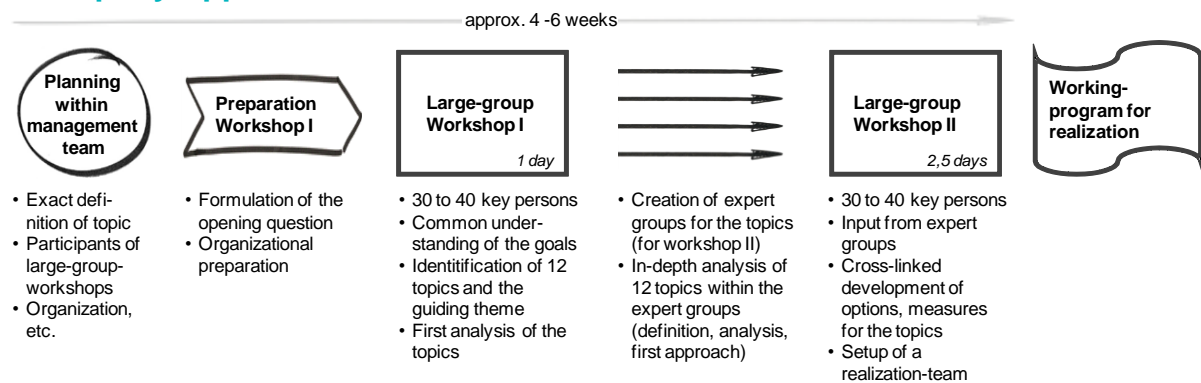 approx. 4 -6 weeks
Planning
within
management
team
Preparation
Workshop I
Large-group
Workshop I
1 day
Large-group
Workshop II
2,5 days
Working-
program for
realization
• Exact defi-
nition of topic
• Participants of
large-group-
workshops
• Organization,
etc.
• Formulation of the
opening question
• Organizational
preparation
• 30 to 40 key persons
• Common under-
standing of the goals
• Identitification of 12
topics and the
guiding theme
• First analysis of the
topics
• Creation of expert
groups for the topics
(for workshop II)
• In-depth analysis of
12 topics within the
expert groups
(definition, analysis,
first approach)
• 30 to 40 key persons
• Input from expert
groups
• Cross-linked
development of
options, measures
for the topics
• Setup of a
realization-team